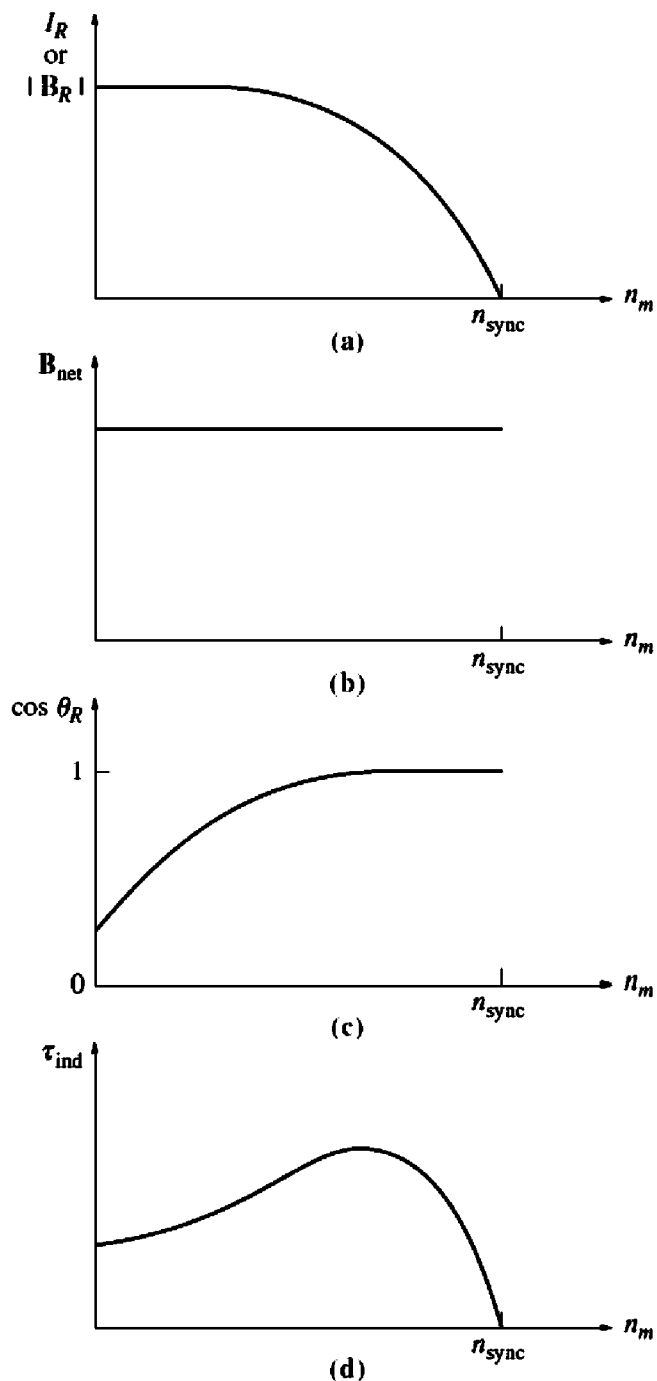 I_R
or
| B_R |
n_sync
n_m
(a)
B_net
n_sync
n_m
(b)
cos θ_R
1
0
n_sync
n_m
(c)
τ_ind
n_sync
n_m
(d)